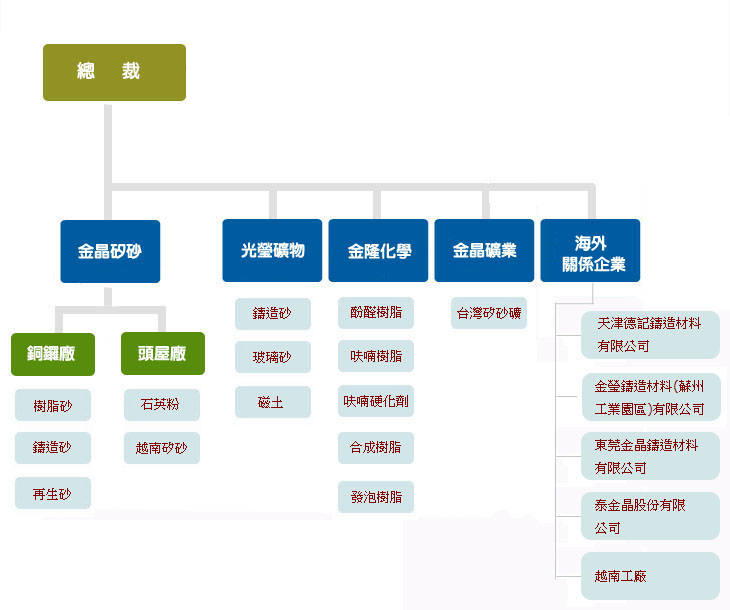 總 裁
金晶矽砂
光瑩礦物
金隆化學
金晶礦業
海外
關係企業
銅鑼廠
頭屋廠
樹脂砂
鑄造砂
再生砂
石英粉
越南矽砂
鑄造砂
玻璃砂
磁土
酚醛樹脂
呋喃樹脂
呋喃硬化劑
合成樹脂
發泡樹脂
台灣矽砂礦
天津德記鑄造材料
有限公司
金瑩鑄造材料(蘇州
工業園區)有限公司
東莞金晶鑄造材料
有限公司
泰金晶股份有限
公司
越南工廠